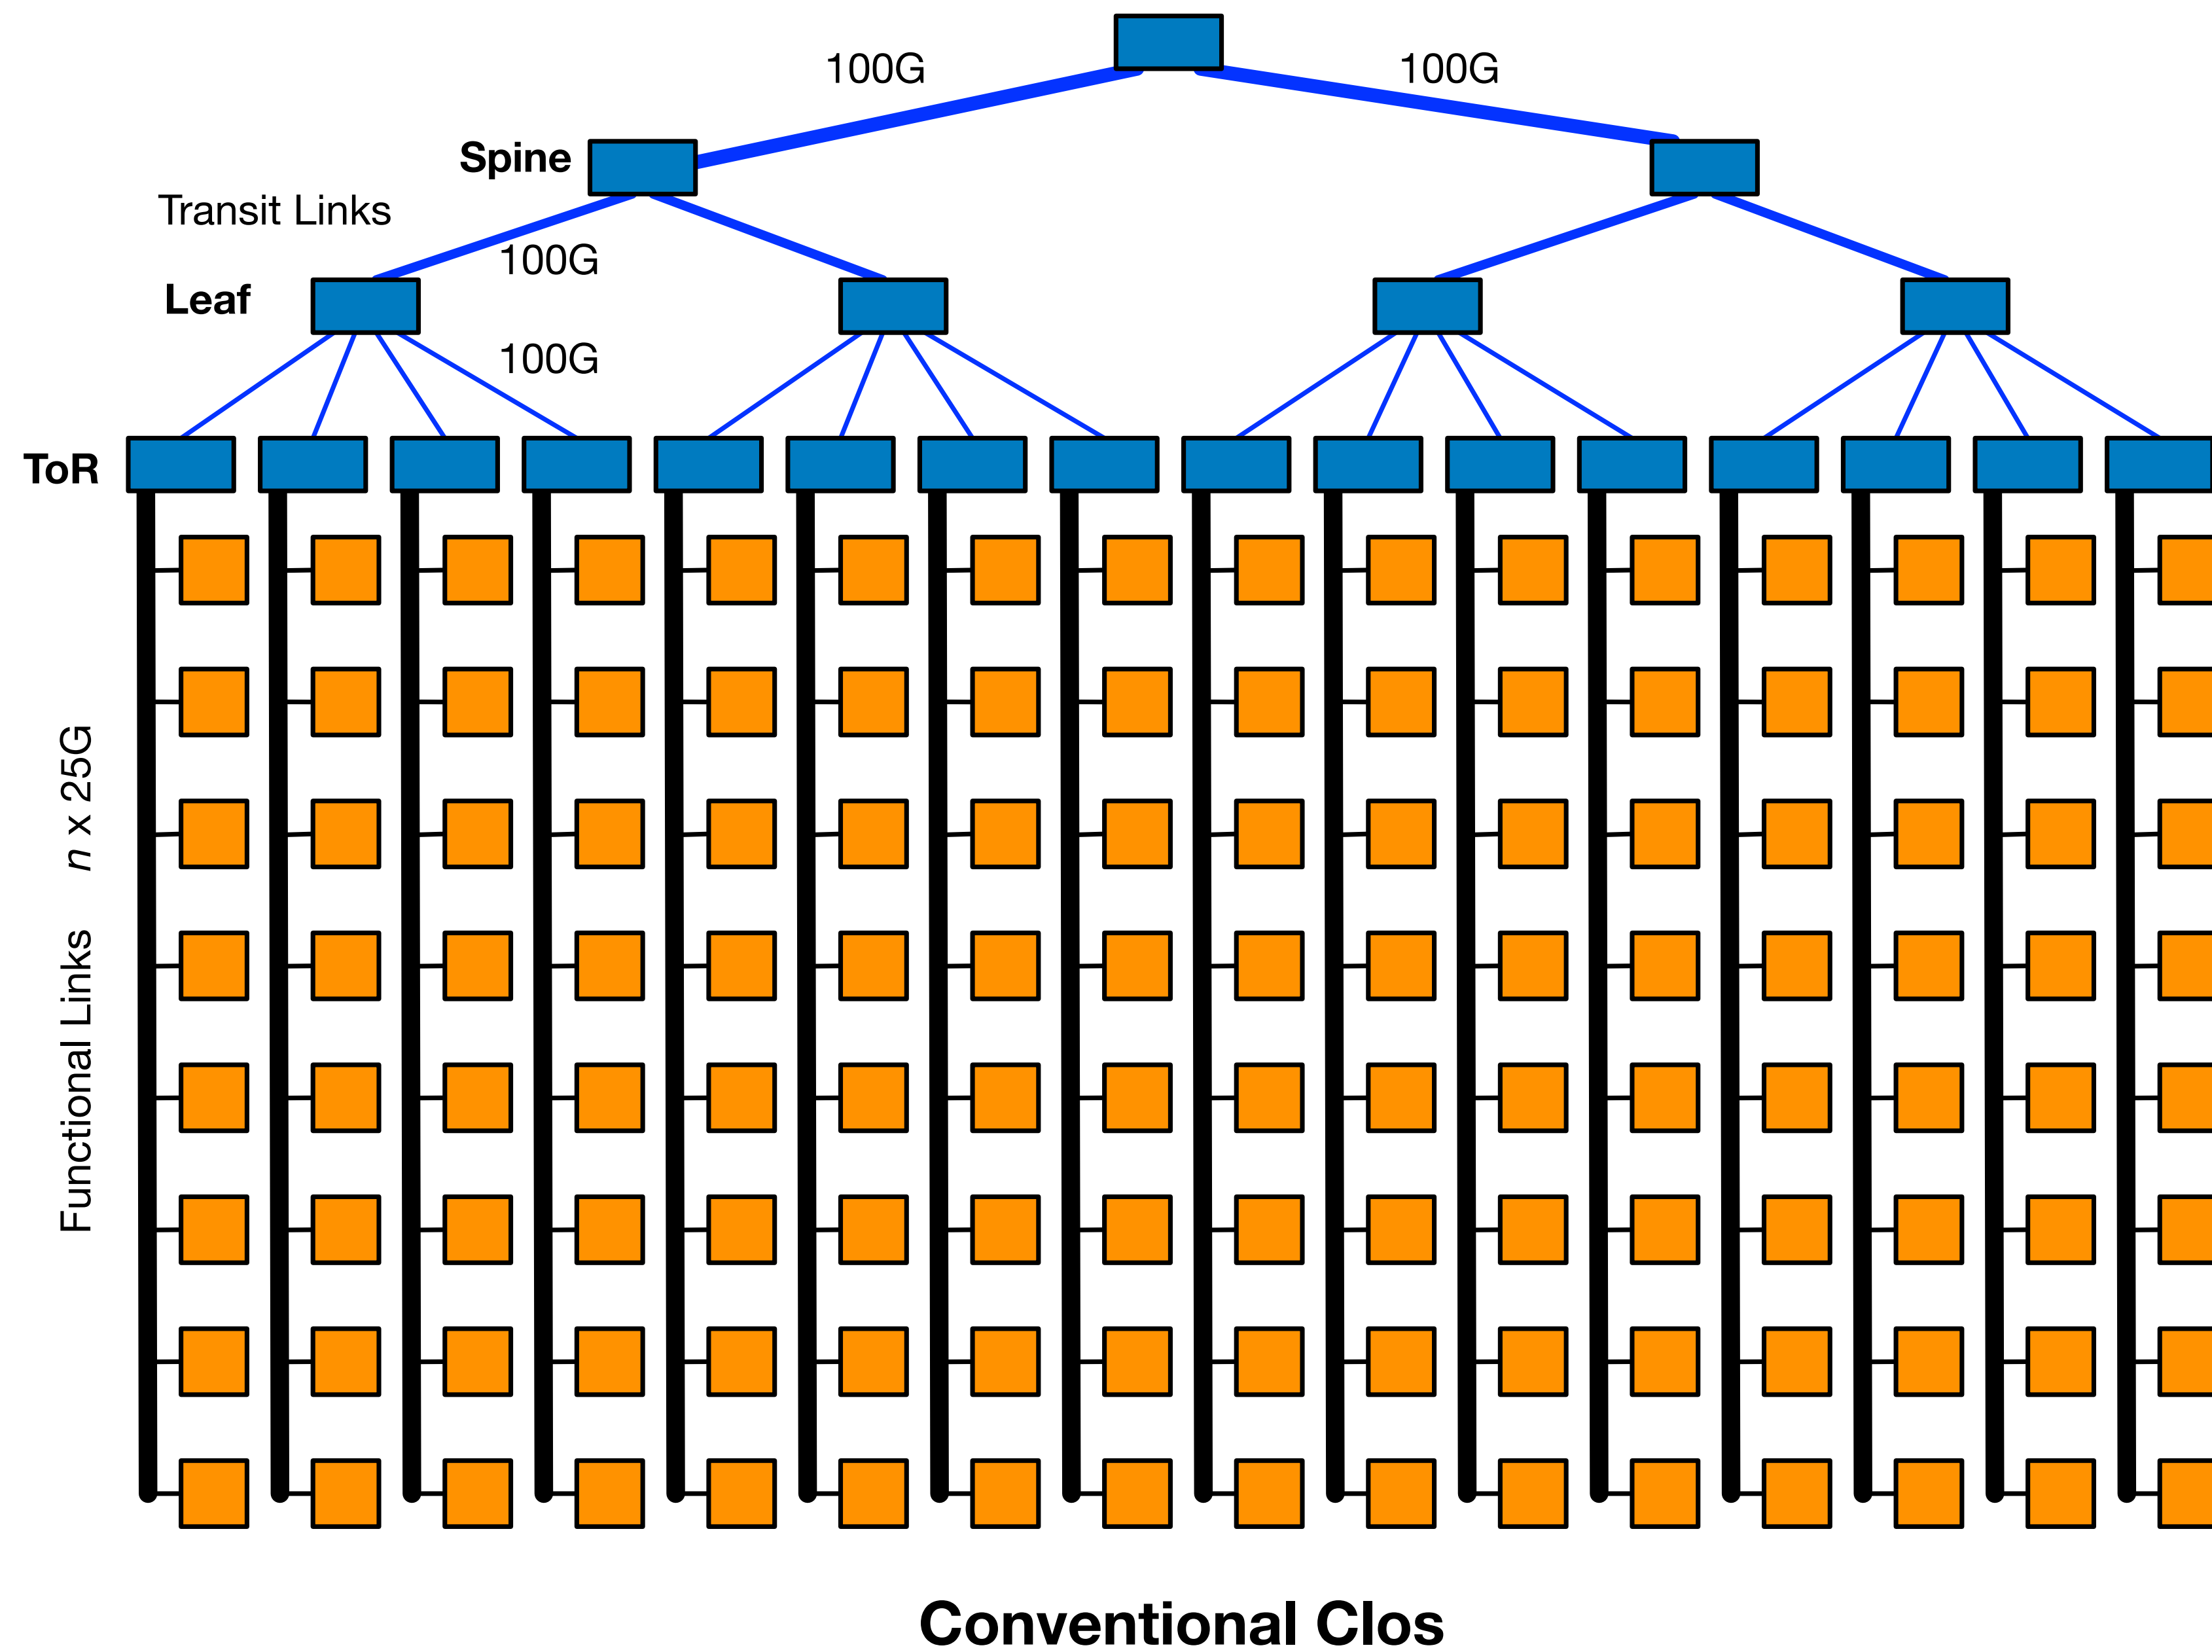 100G
100G
Spine
Transit Links
100G
Leaf
100G
ToR
Functional Links n x 25G
Conventional Clos